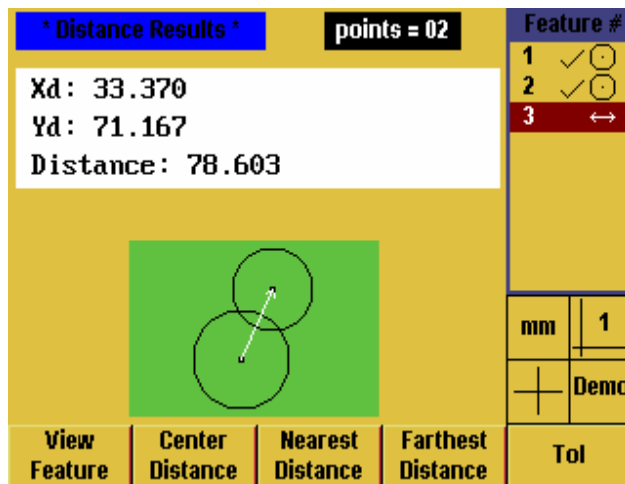 * Distance Results *
points = 02
Xd: 33.370
Yd: 71.167
Distance: 78.603
Feature #
1
2
3
mm
1
Demo
View Feature
Center Distance
Nearest Distance
Farthest Distance
Tol